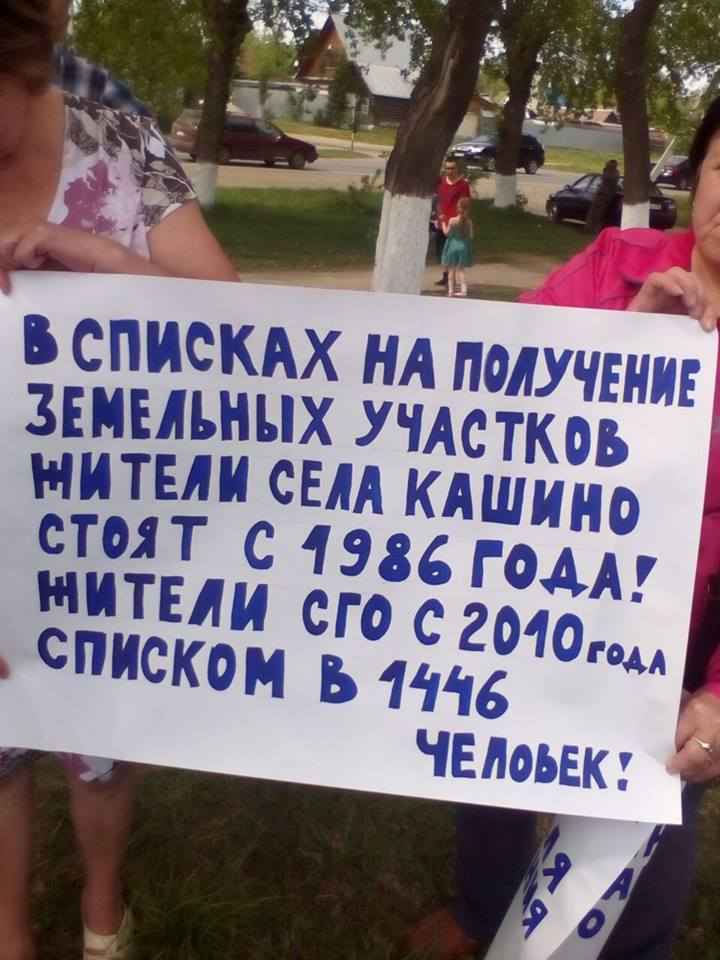 В СПИСКАХ НА ПОЛУЧЕНИЕ
ЗЕМЕЛЬНЫХ УЧАСТКОВ
ЖИТЕЛИ СЕЛА КАШИНО
СТОЯТ С 1986 ГОДА!
ЖИТЕЛИ СГО С 2010 ГОДА
СПИСКОМ В 1446
ЧЕЛОВЕК!